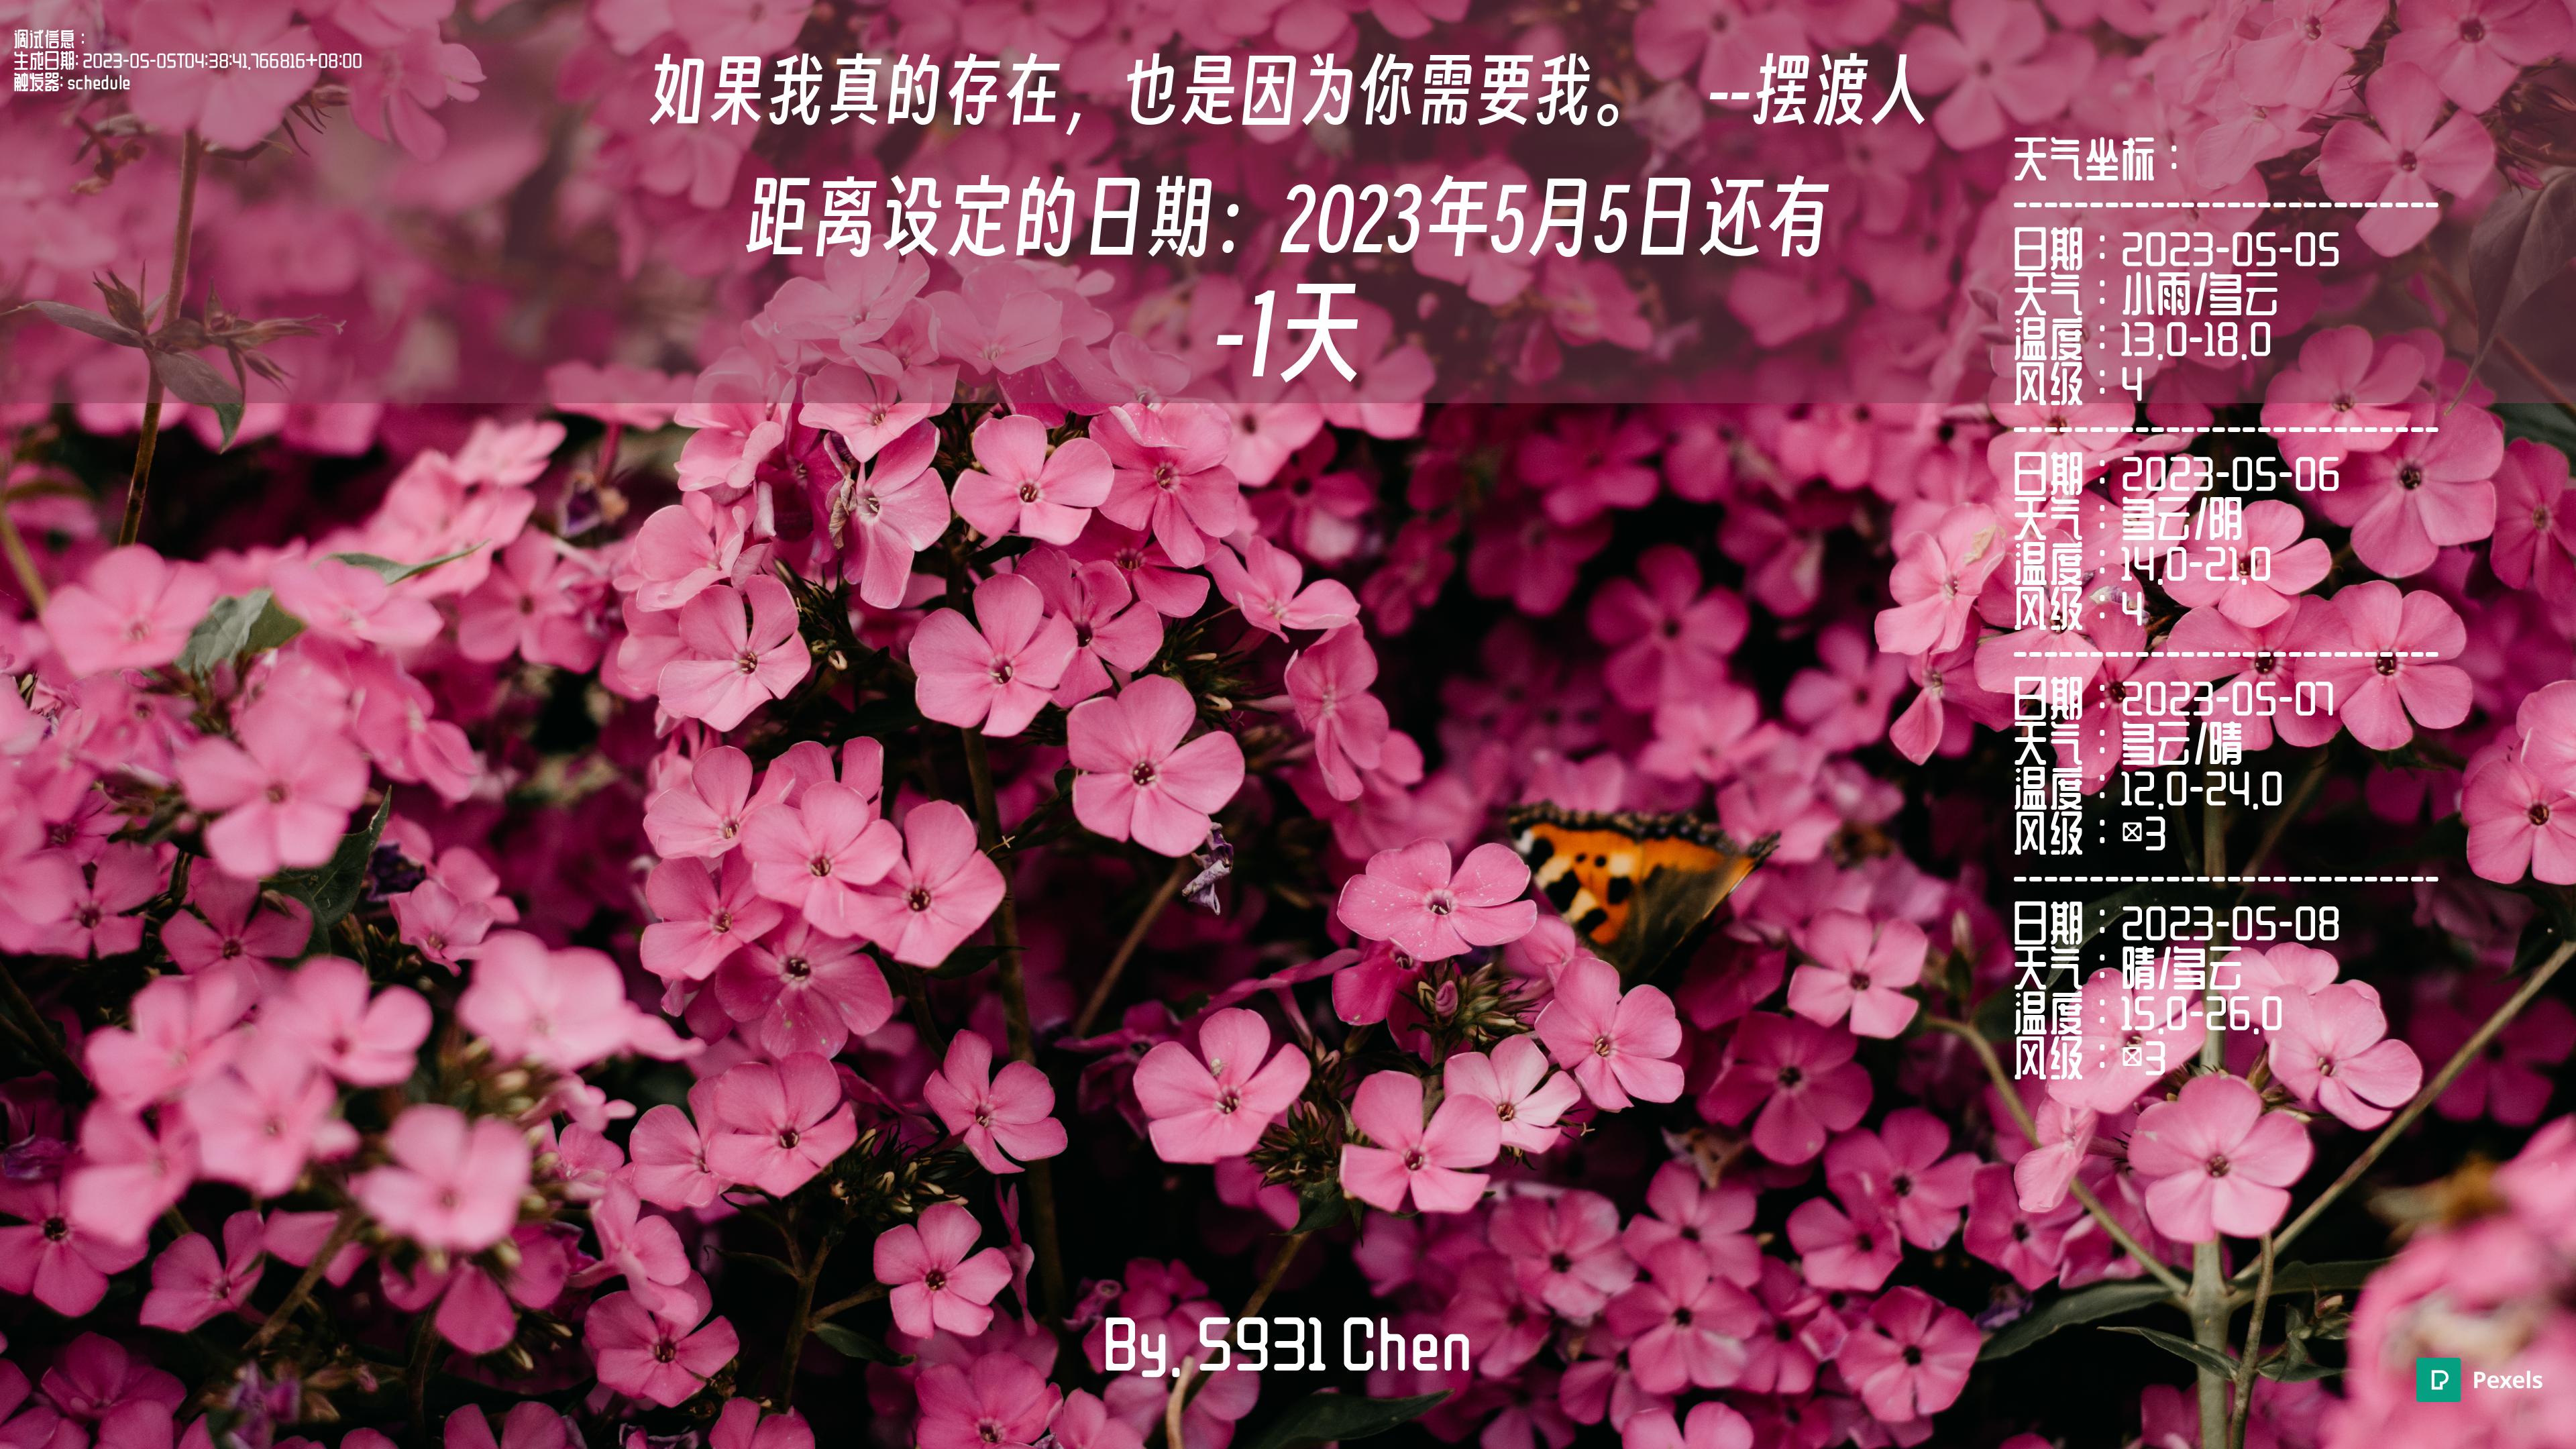 调试信息：
生成日期: 2023-05-05T04:38:41.766816+08:00
触发器: schedule
如果我真的存在，也是因为你需要我。 --摆渡人
距离设定的日期：2023年5月5日还有
-1天
天气坐标：
------------------------
日期：2023-05-05
天气：小雨/多云
温度：13.0-18.0
风级：4
------------------------
日期：2023-05-06
天气：多云/阴
温度：14.0-21.0
风级：4
------------------------
日期：2023-05-07
天气：多云/晴
温度：12.0-24.0
风级：☒3
------------------------
日期：2023-05-08
天气：晴/多云
温度：15.0-26.0
风级：☒3
By. S931 Chen
Pexels